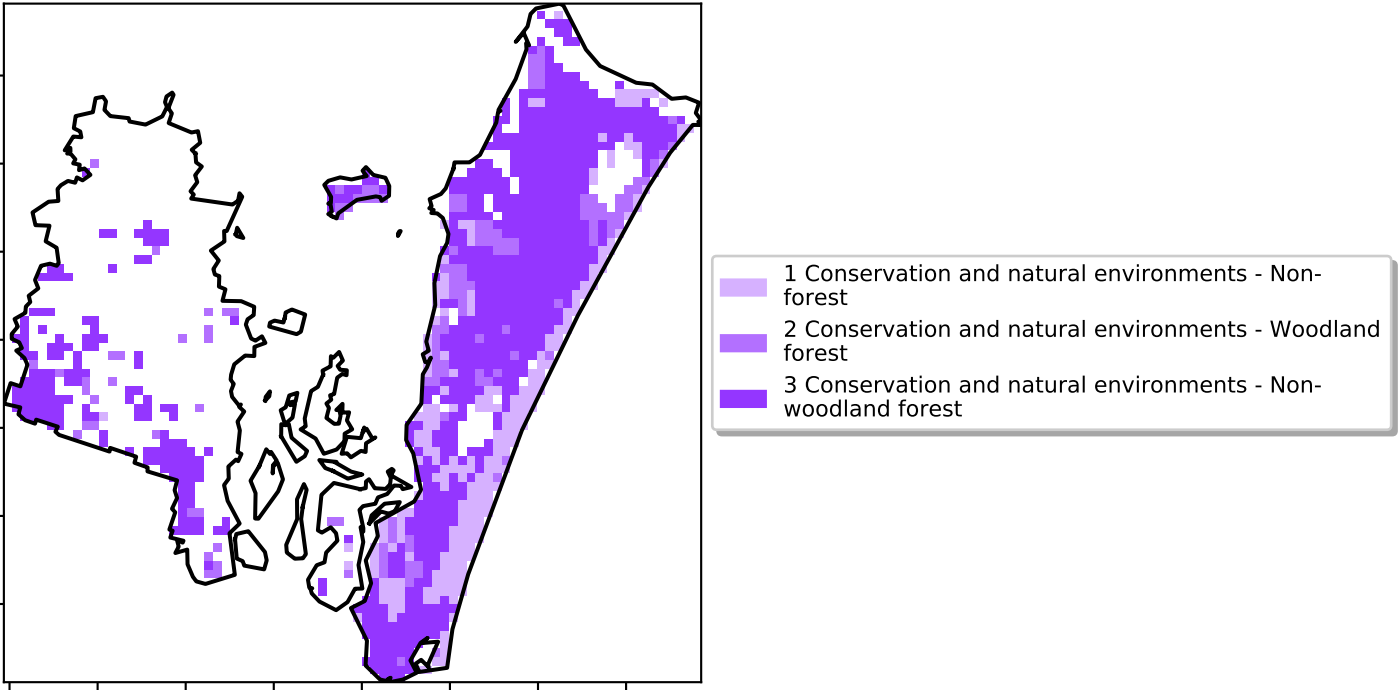 1 Conservation and natural environments - Non-
forest
2 Conservation and natural environments - Woodland
forest
3 Conservation and natural environments - Non-
woodland forest